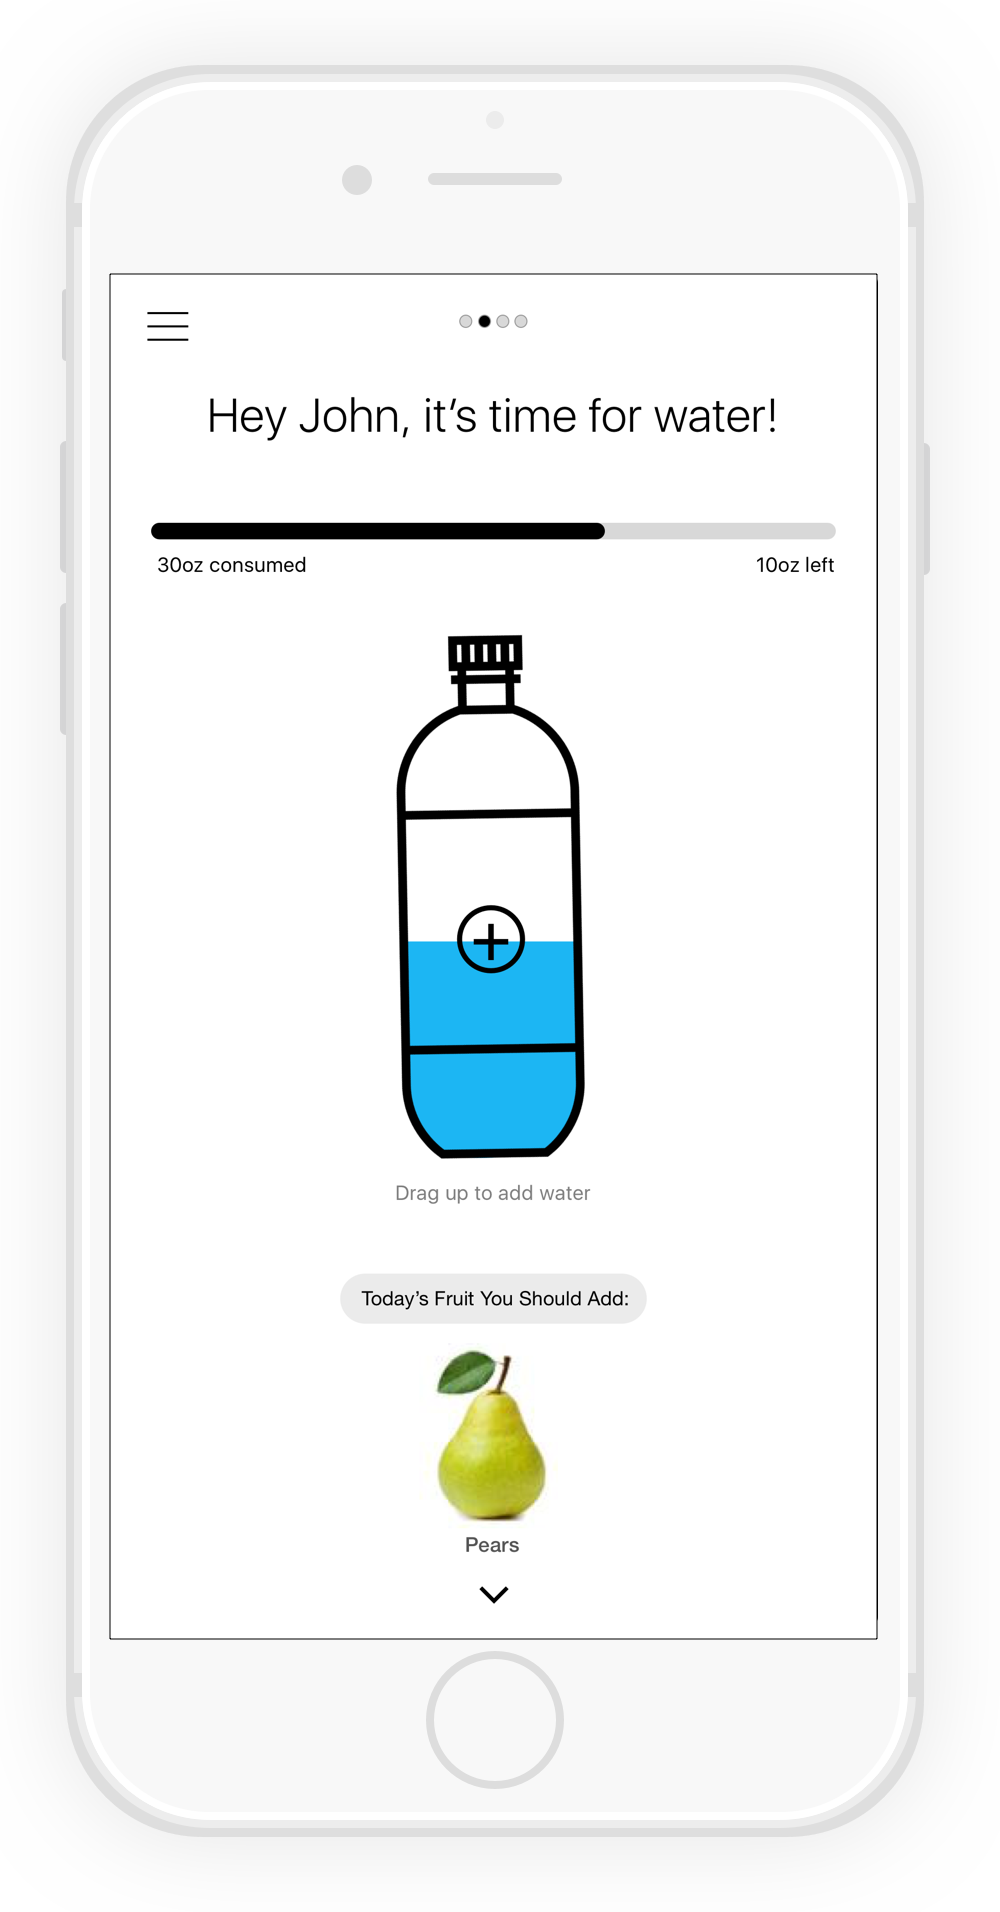 Hey John, it’s time for water!
30oz consumed
10oz left
Drag up to add water
Today’s Fruit You Should Add:
Pears